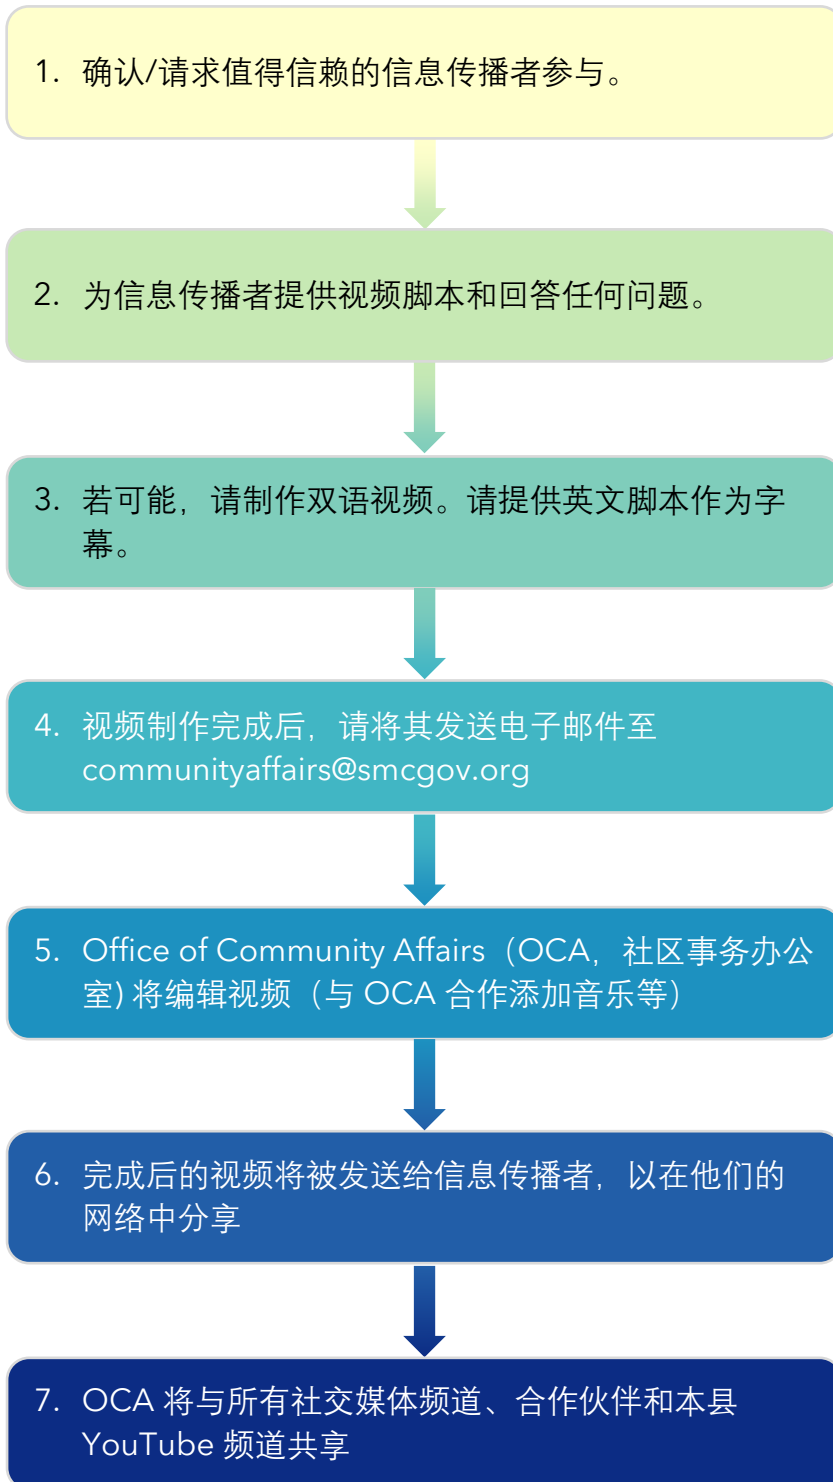 1. 确认/请求值得信赖的信息传播者参与。
2. 为信息传播者提供视频脚本和回答任何问题。
3. 若可能，请制作双语视频。请提供英文脚本作为字
幕。
4. 视频制作完成后，请将其发送电子邮件至
communityaffairs@smcgov.org
5. Office of Community Affairs（OCA，社区事务办公
室) 将编辑视频（与 OCA 合作添加音乐等）
6. 完成后的视频将被发送给信息传播者，以在他们的
网络中分享
7. OCA 将与所有社交媒体频道、合作伙伴和本县
YouTube 频道共享